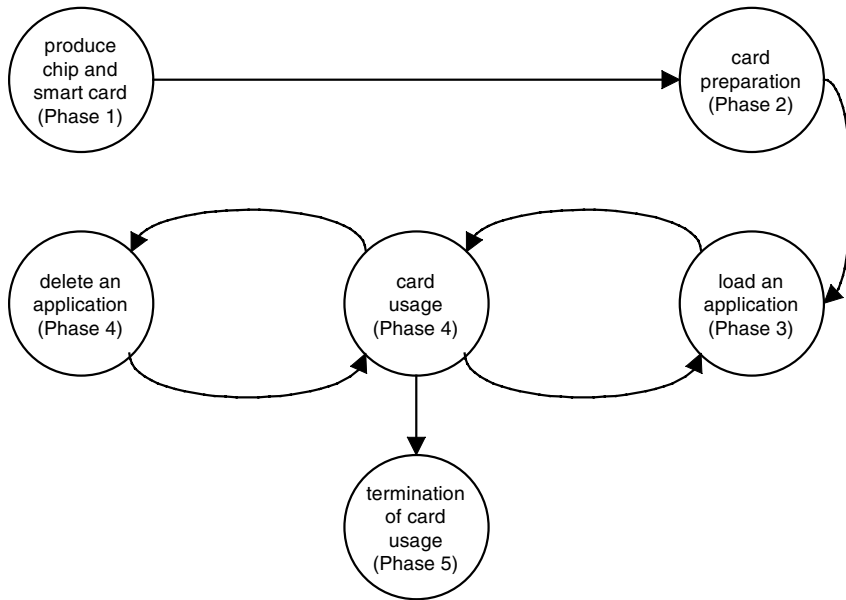 produce
chip and
smart card
(Phase 1)
card
preparation
(Phase 2)
delete an
application
(Phase 4)
card
usage
(Phase 4)
load an
application
(Phase 3)
termination
of card
usage
(Phase 5)